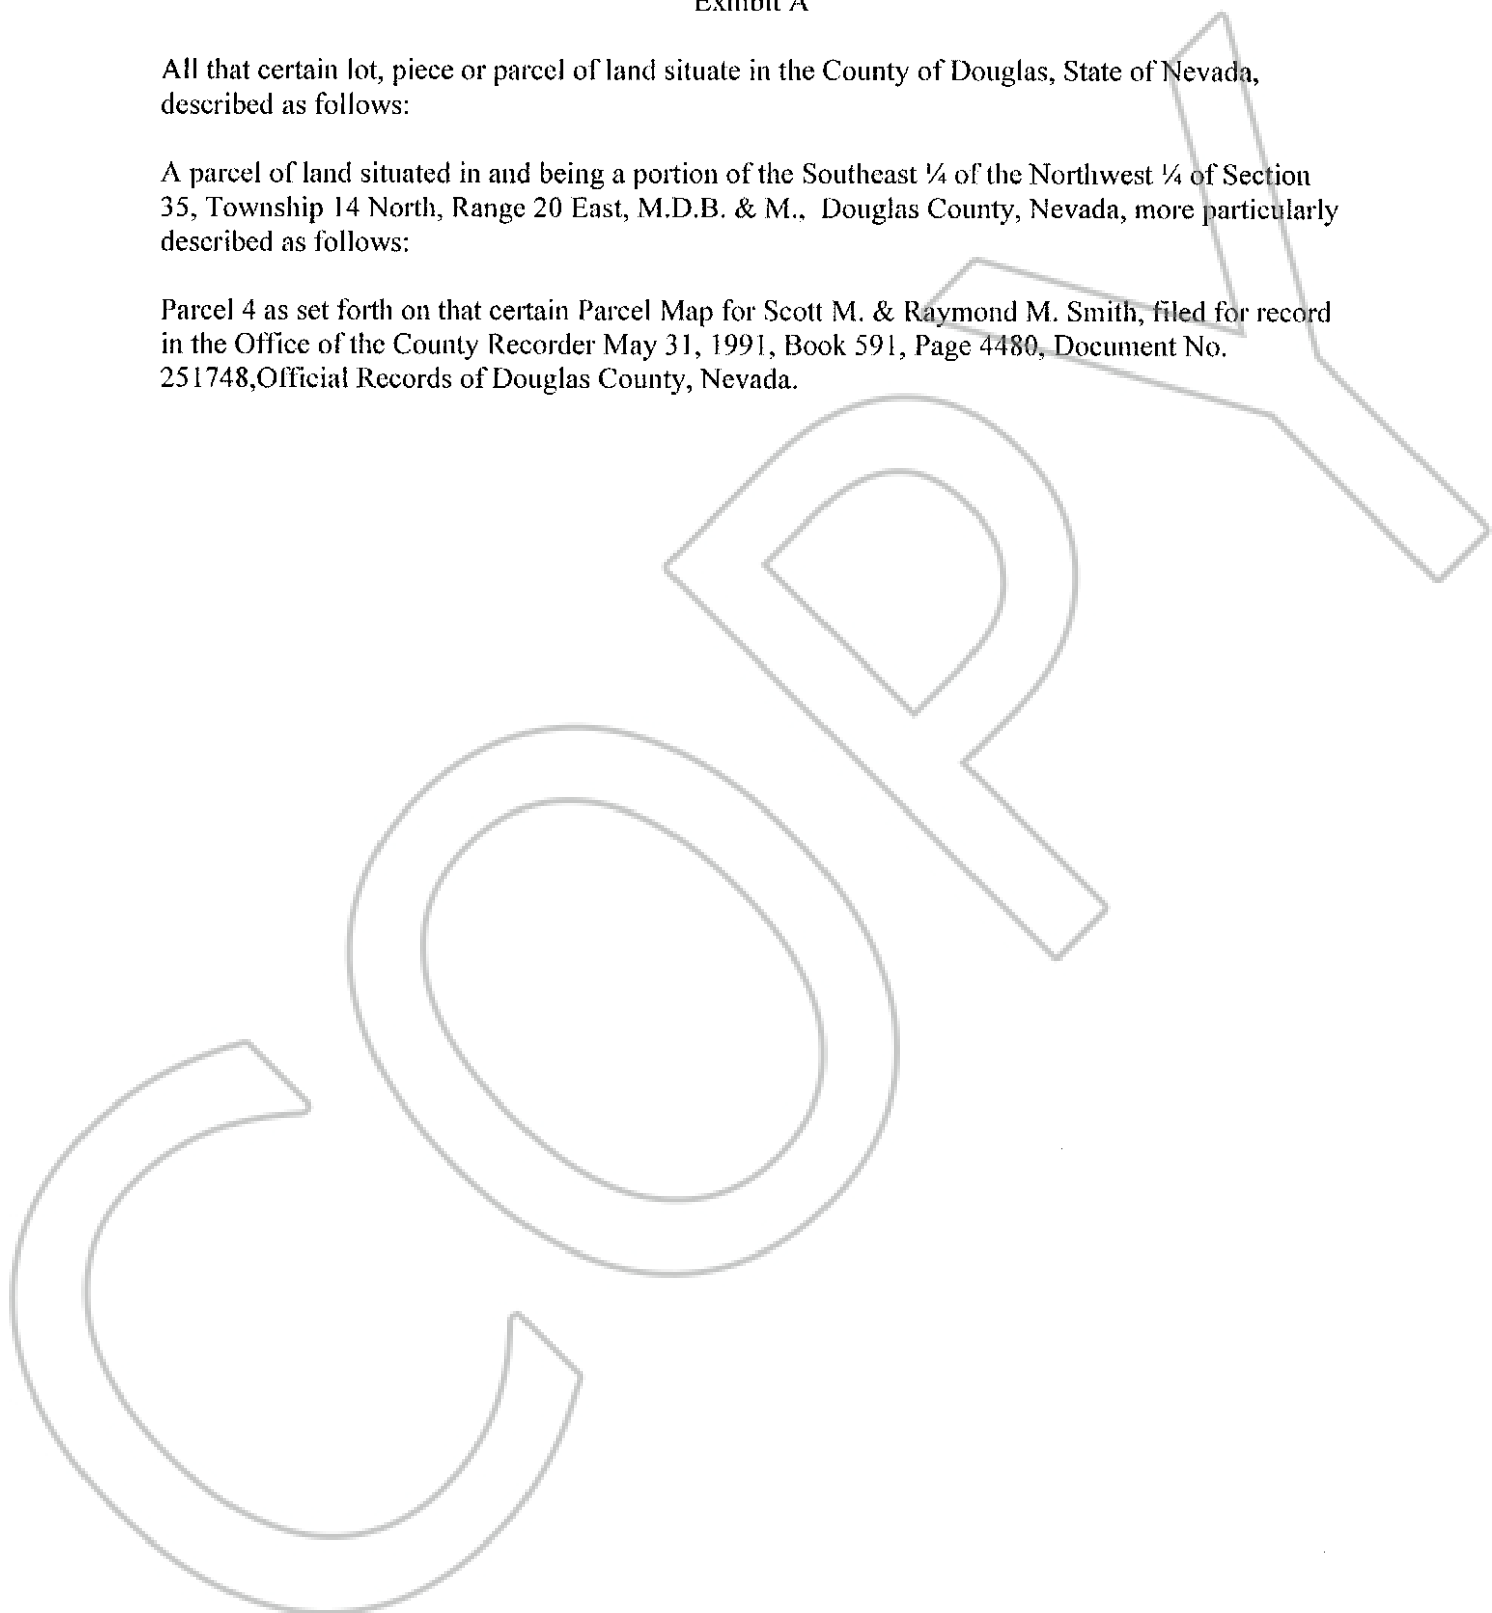 Exhibit A
All that certain lot, piece or parcel of land situate in the County of Douglas, State of Nevada,
described as follows:
A parcel of land situated in and being a portion of the Southeast ¼ of the Northwest ¼ of Section
35, Township 14 North, Range 20 East, M.D.B. & M., Douglas County, Nevada, more particularly
described as follows:
Parcel 4 as set forth on that certain Parcel Map for Scott M. & Raymond M. Smith, filed for record
in the Office of the County Recorder May 31, 1991, Book 591, Page 4480, Document No.
251748,Official Records of Douglas County, Nevada.
COPY